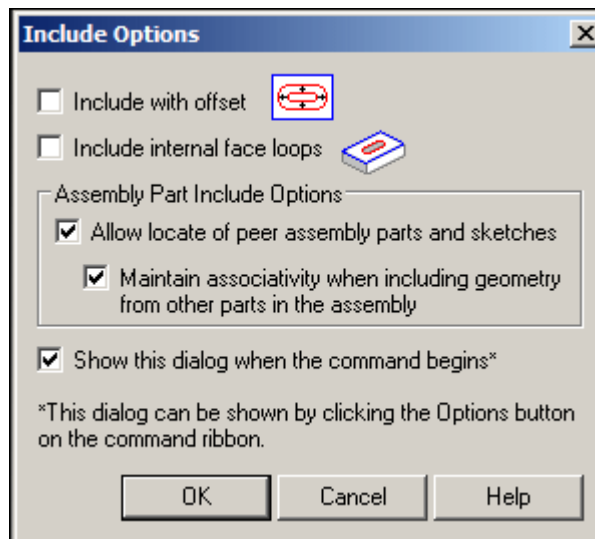 Include Options
Include with offset
Include internal face loops
Assembly Part Include Options
Allow locate of peer assembly parts and sketches
Maintain associativity when including geometry
from other parts in the assembly
Show this dialog when the command begins*
*This dialog can be shown by clicking the Options button
on the command ribbon.
OK Cancel Help